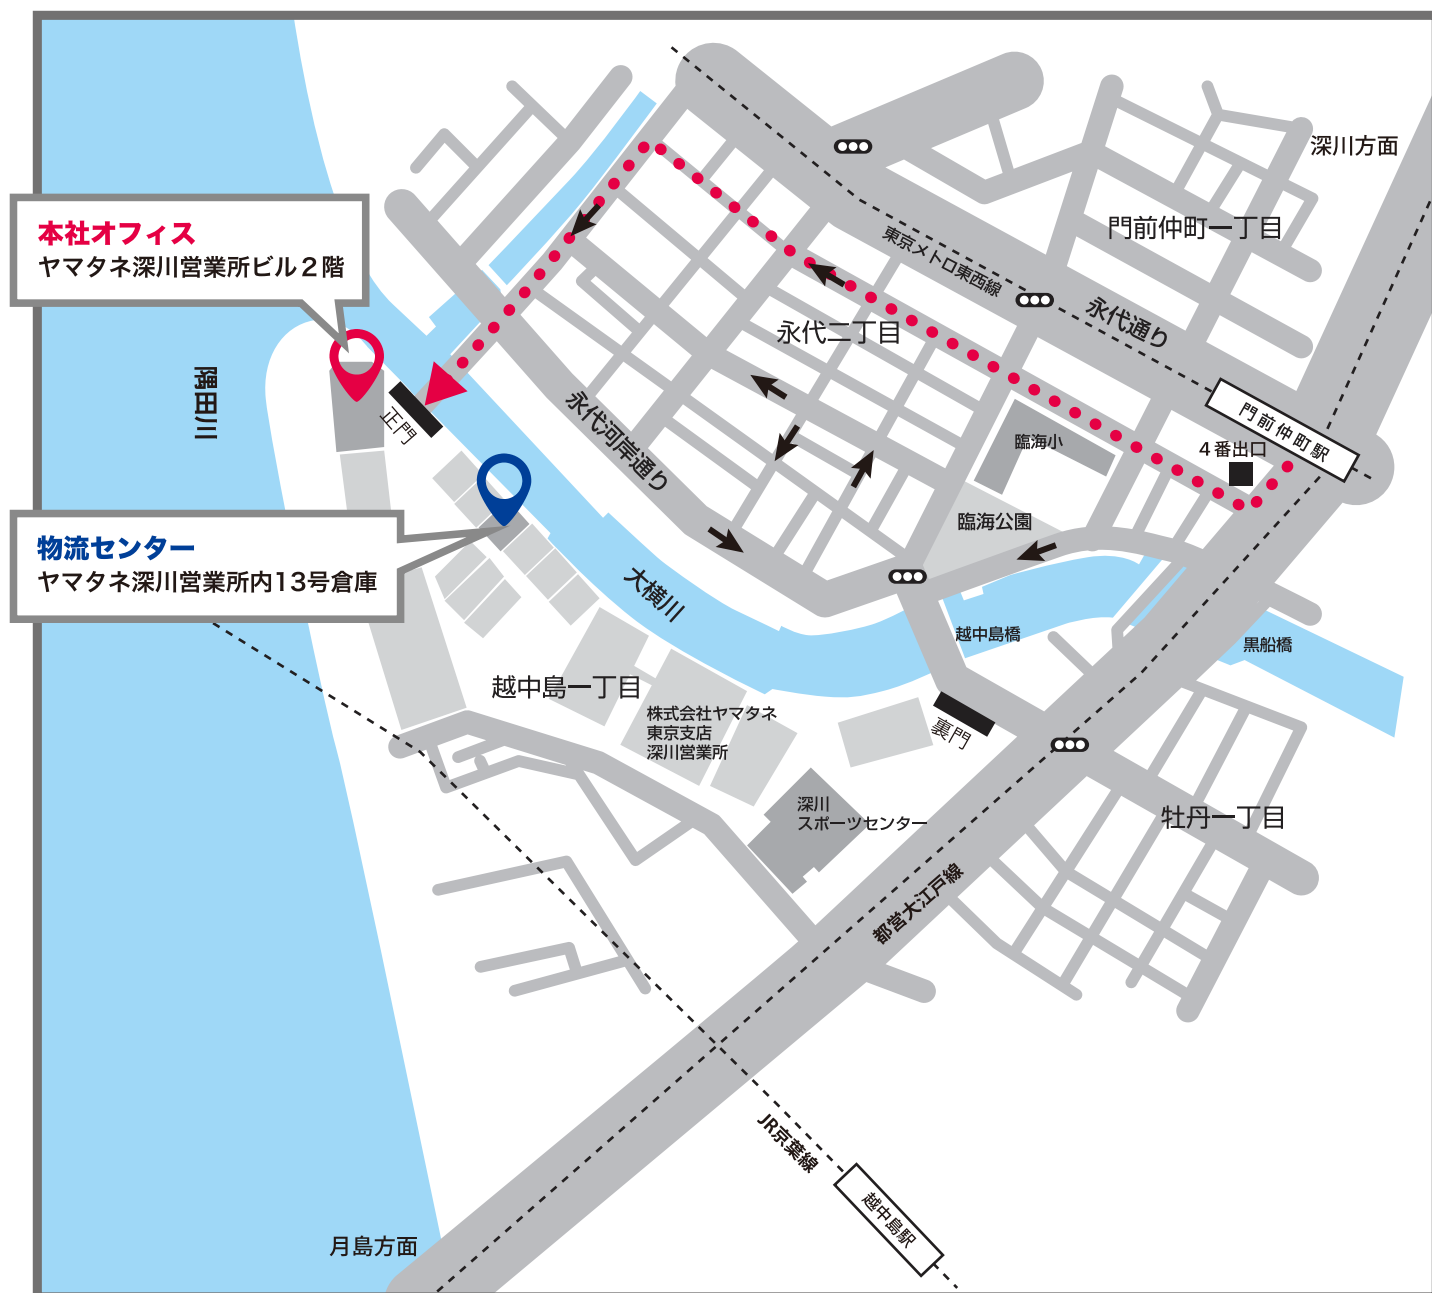 深川方面
本社オフィス
ヤマタネ深川営業所ビル２階
門前仲町一丁目
東京メトロ東西線
永代通り
永代二丁目
隅田川
正門
永代河岸通り
門前仲町駅
４番出口
臨海小
臨海公園
物流センター
ヤマタネ深川営業所内13号倉庫
大横川
越中島橋
黒船橋
越中島一丁目
株式会社ヤマタネ
東京支店
深川営業所
裏門
深川
スポーツセンター
牡丹一丁目
都営大江戸線
JR京葉線
越中島駅
月島方面